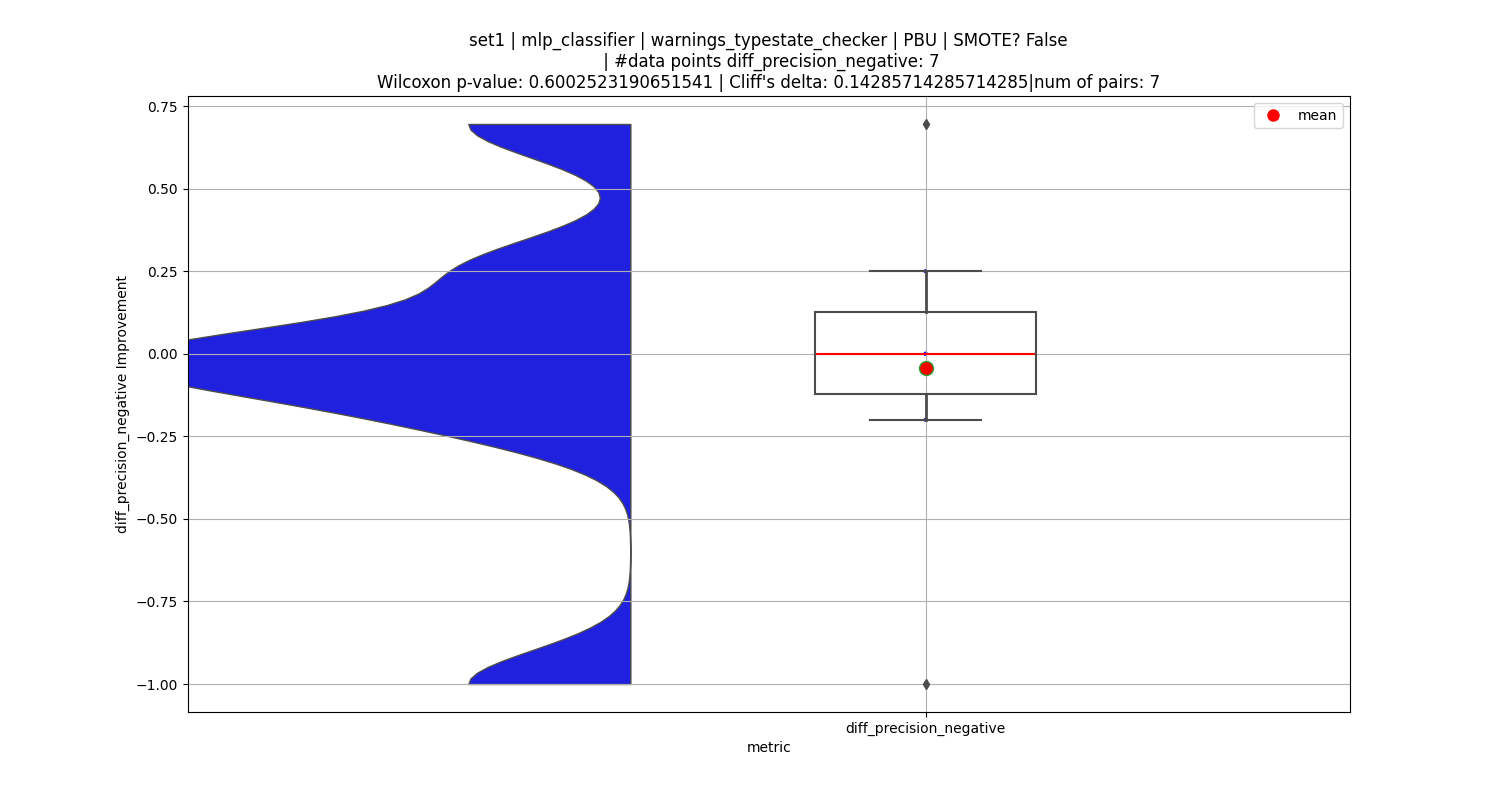 set1 | mlp_classifier | warnings_typestate_checker | PBU | SMOTE? False
| #data points diff_precision_negative: 7
Wilcoxon p-value: 0.6002523190651541 | Cliff's delta: 0.14285714285714285|num of pairs: 7
mean
0.75
0.50
0.25
0.00
−0.25
−0.50
−0.75
−1.00
diff_precision_negative Improvement
diff_precision_negative
metric